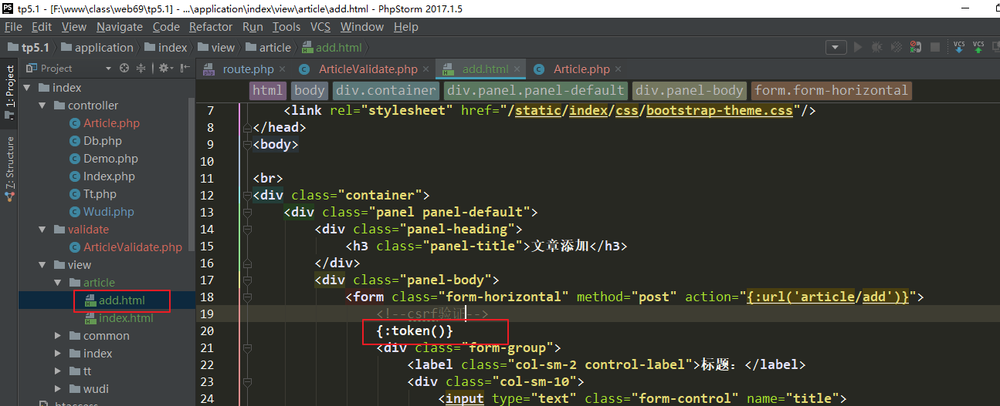 tp5.1 - [F:\www\class\web69\tp5.1] - ...\application\index\view\article\add.html - PhpStorm 2017.1.5
File Edit View Navigate Code Refactor Run Tools VCS Window Help
tp5.1 application index view article add.html
1: Project
7: Structure
Project
route.php ArticleValidate.php add.html Article.php
html body div.container div.panel.panel-default div.panel-body form.form-horizontal
index
controller
Article.php
Db.php
Demo.php
Index.php
Tt.php
Wudi.php
validate
ArticleValidate.php
view
article
add.html
index.html
common
index
tt
wudi
.htaccess
7 <link rel="stylesheet" href="/static/index/css/bootstrap-theme.css"/>
8 </head>
9 <body>
10
11 <br>
12 <div class="container">
13 <div class="panel panel-default">
14 <div class="panel-heading">
15 <h3 class="panel-title">文章添加</h3>
16 </div>
17 <div class="panel-body">
18 <form class="form-horizontal" method="post" action="{:url('article/add')}">
19 <!--csrf验证-->
20 {:token()}
21 <div class="form-group">
22 <label class="col-sm-2 control-label">标题：</label>
23 <div class="col-sm-10">
24 <input type="text" class="form-control" name="title">
VCS VCS